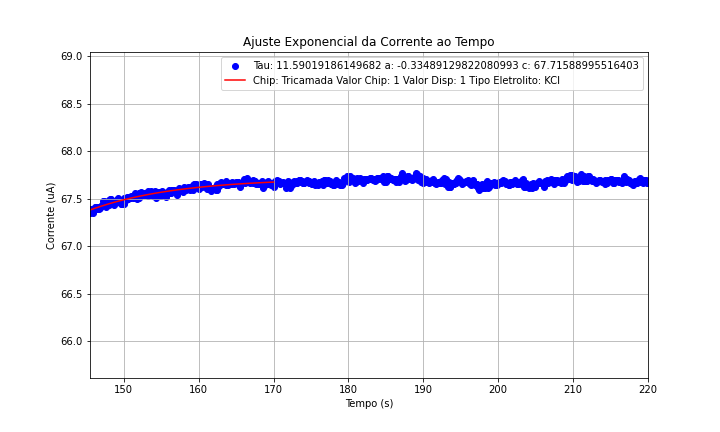 Ajuste Exponencial da Corrente ao Tempo
Tau: 11.59019186149682 a: -0.33489129822080993 c: 67.71588995516403
Chip: Tricamada Valor Chip: 1 Valor Disp: 1 Tipo Eletrolito: KCl
69.0
68.5
68.0
67.5
67.0
66.5
66.0
Corrente (uA)
150 160 170 180 190 200 210 220
Tempo (s)